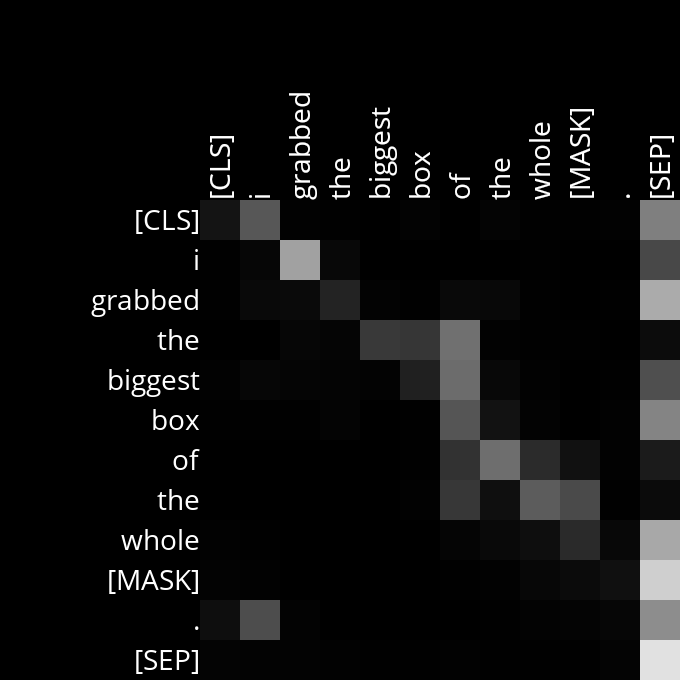 [CLS] i grabbed the biggest box of the whole [MASK] . [SEP]
[CLS]
i
grabbed
the
biggest
box
of
the
whole
[MASK]
.
[SEP]